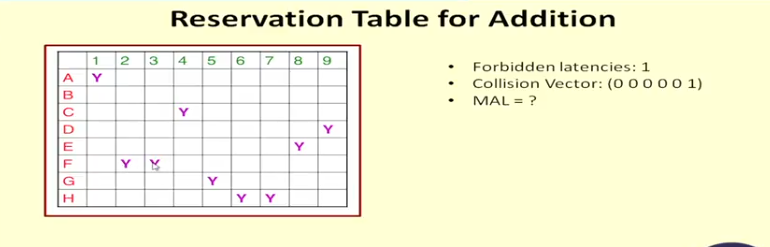 Reservation Table for Addition
1 2 3 4 5 6 7 8 9
A Y
B
C Y
D Y
E Y
F Y Y
G Y
H Y Y
• Forbidden latencies: 1
• Collision Vector: (0 0 0 0 0 1)
• MAL = ?